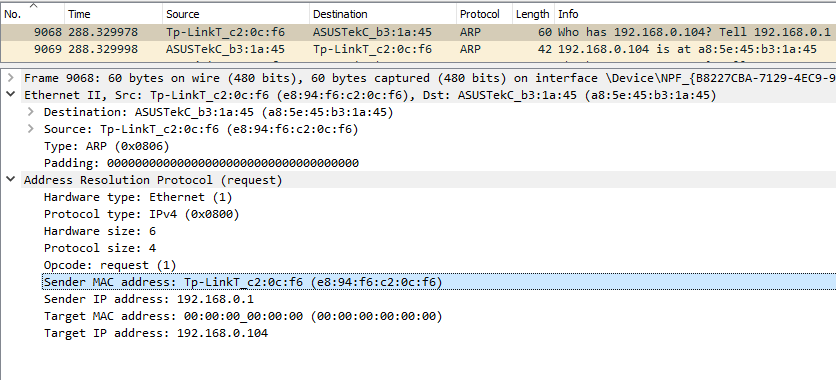 No. Time Source Destination Protocol Length Info
9068 288.329978 Tp-LinkT_c2:0c:f6 ASUSTekC_b3:1a:45 ARP 60 Who has 192.168.0.104? Tell 192.168.0.1
9069 288.329998 ASUSTekC_b3:1a:45 Tp-LinkT_c2:0c:f6 ARP 42 192.168.0.104 is at a8:5e:45:b3:1a:45
Frame 9068: 60 bytes on wire (480 bits), 60 bytes captured (480 bits) on interface \Device\NPF_{B8227CBA-7129-4EC9-9
Ethernet II, Src: Tp-LinkT_c2:0c:f6 (e8:94:f6:c2:0c:f6), Dst: ASUSTekC_b3:1a:45 (a8:5e:45:b3:1a:45)
Destination: ASUSTekC_b3:1a:45 (a8:5e:45:b3:1a:45)
Source: Tp-LinkT_c2:0c:f6 (e8:94:f6:c2:0c:f6)
Type: ARP (0x0806)
Padding: 000000000000000000000000000000000000
Address Resolution Protocol (request)
Hardware type: Ethernet (1)
Protocol type: IPv4 (0x0800)
Hardware size: 6
Protocol size: 4
Opcode: request (1)
Sender MAC address: Tp-LinkT_c2:0c:f6 (e8:94:f6:c2:0c:f6)
Sender IP address: 192.168.0.1
Target MAC address: 00:00:00_00:00:00 (00:00:00:00:00:00)
Target IP address: 192.168.0.104